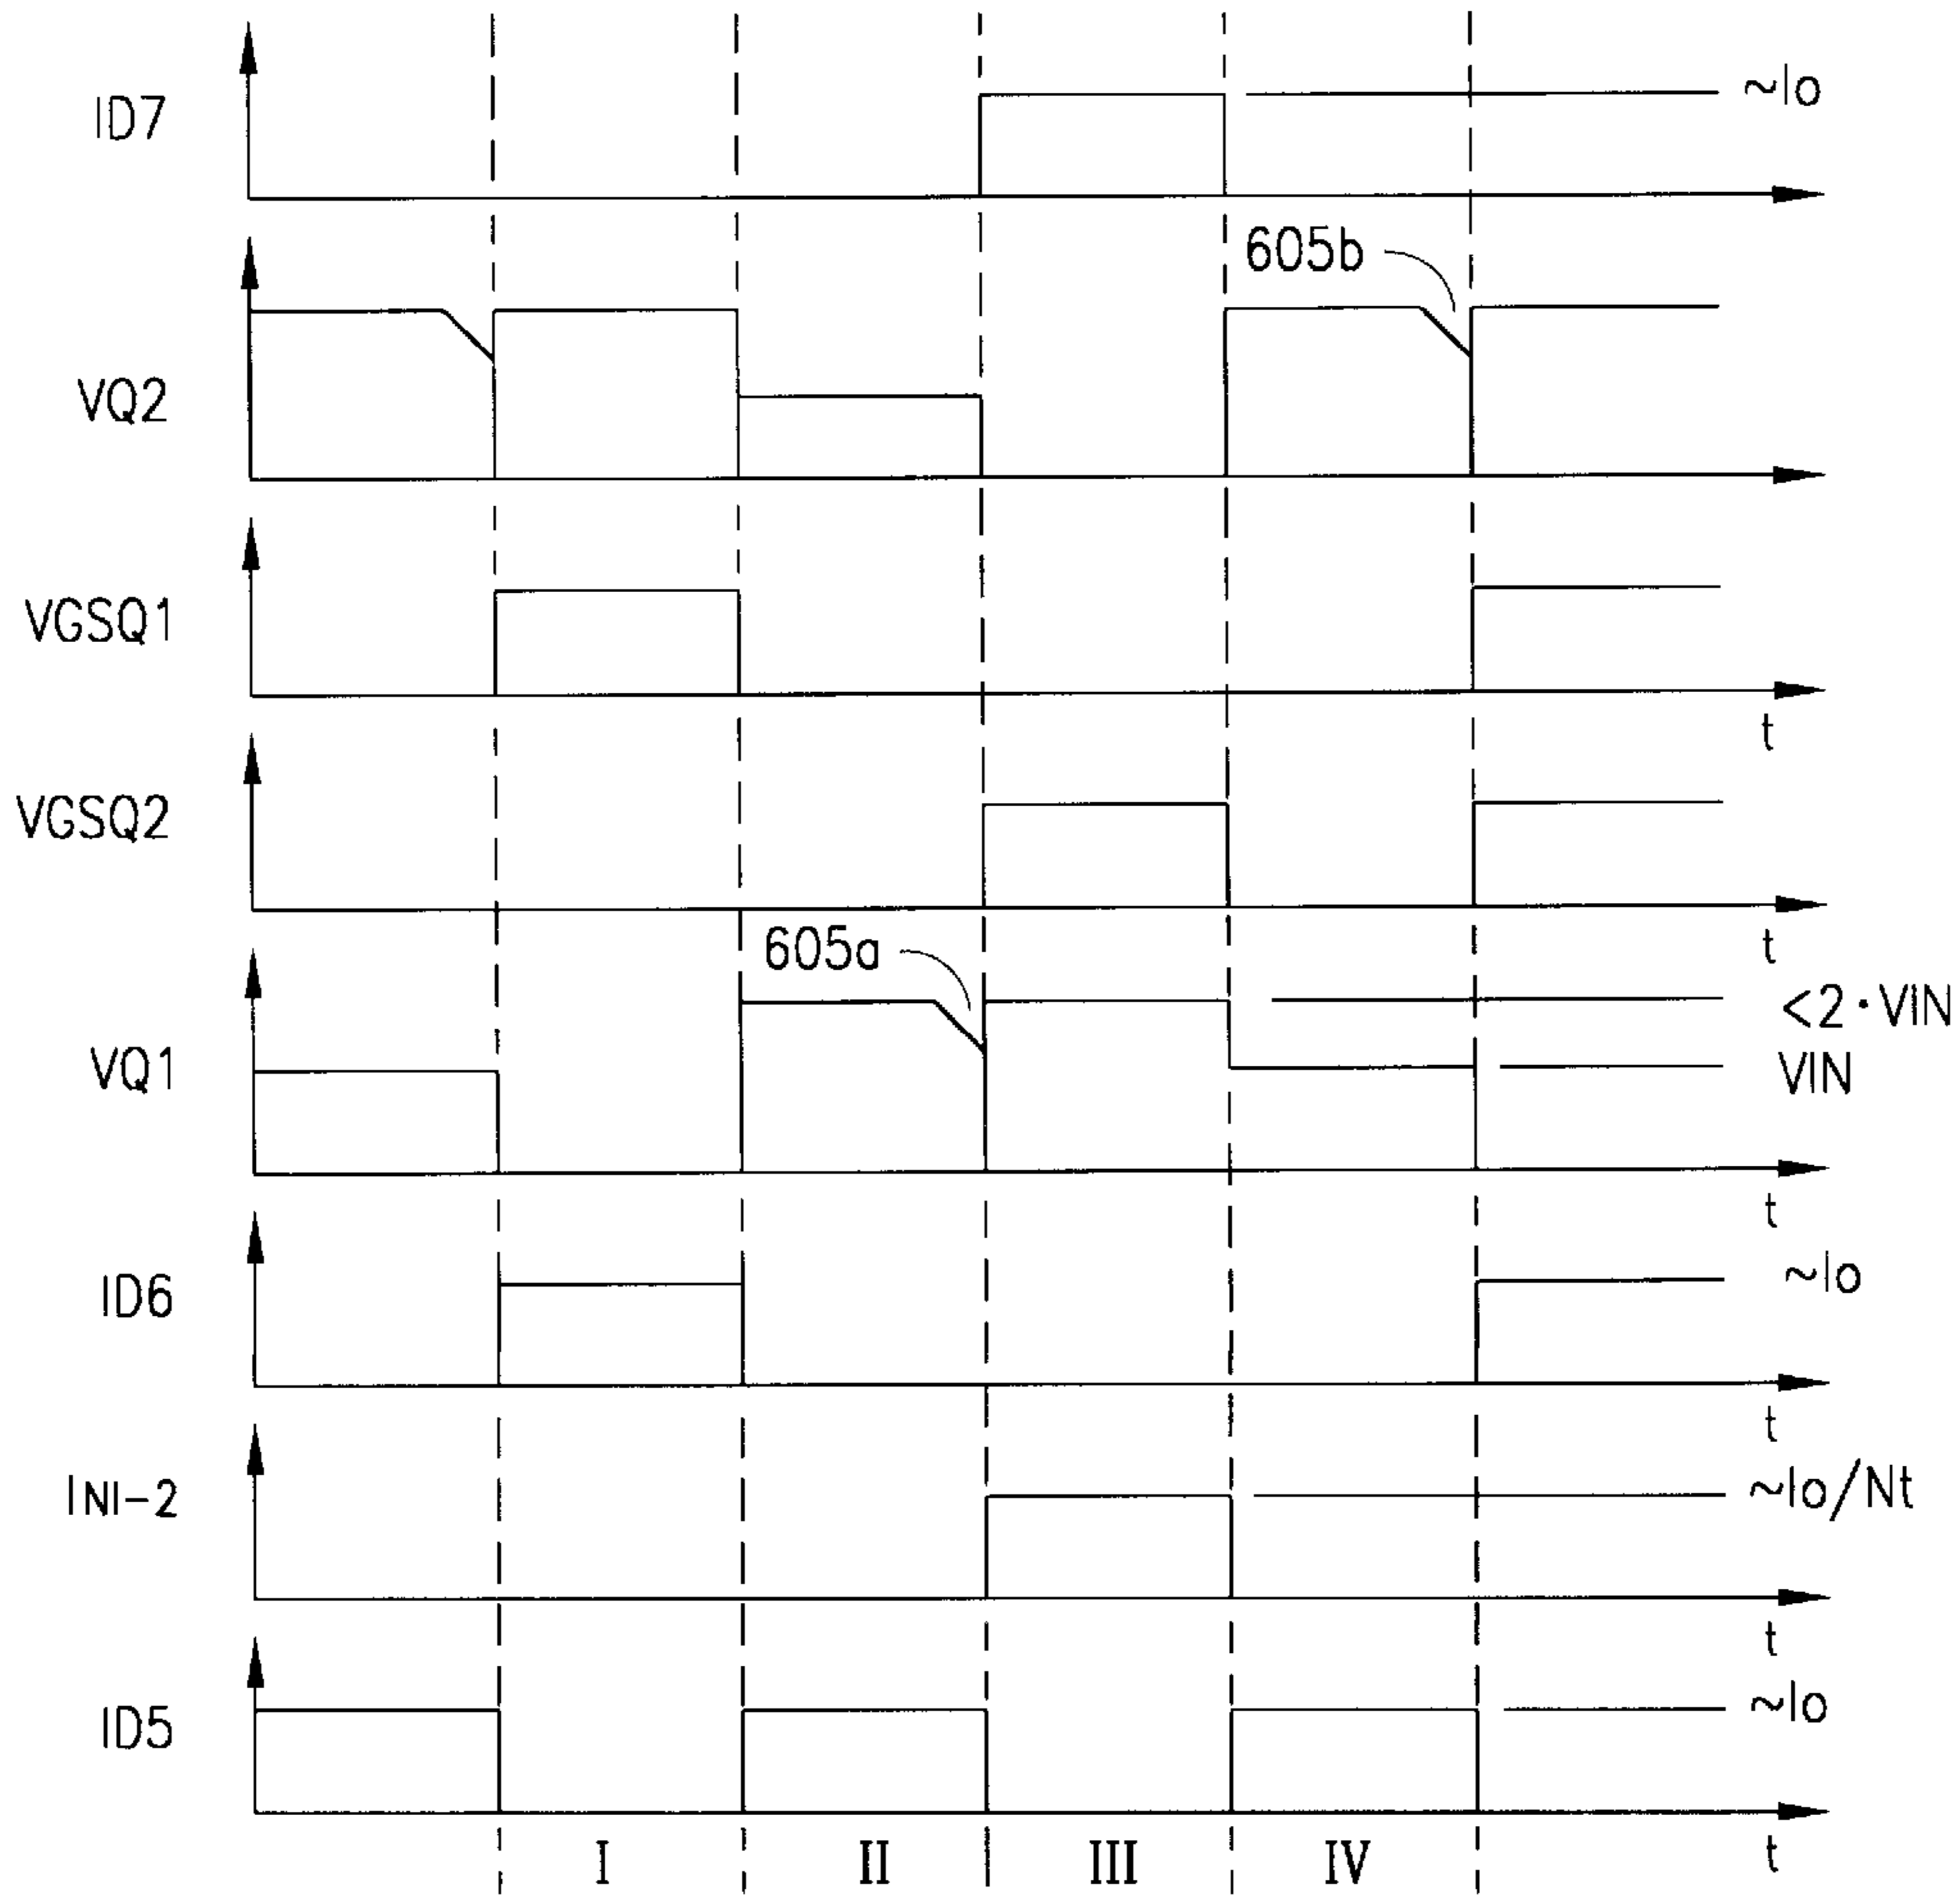 ID7
~Io
605b
VQ2
VGSQ1
t
VGSQ2
t
605a
<2·VIN
VQ1
VIN
t
ID6
~Io
t
INI-2
~Io/Nt
t
ID5
~Io
t
I II III IV